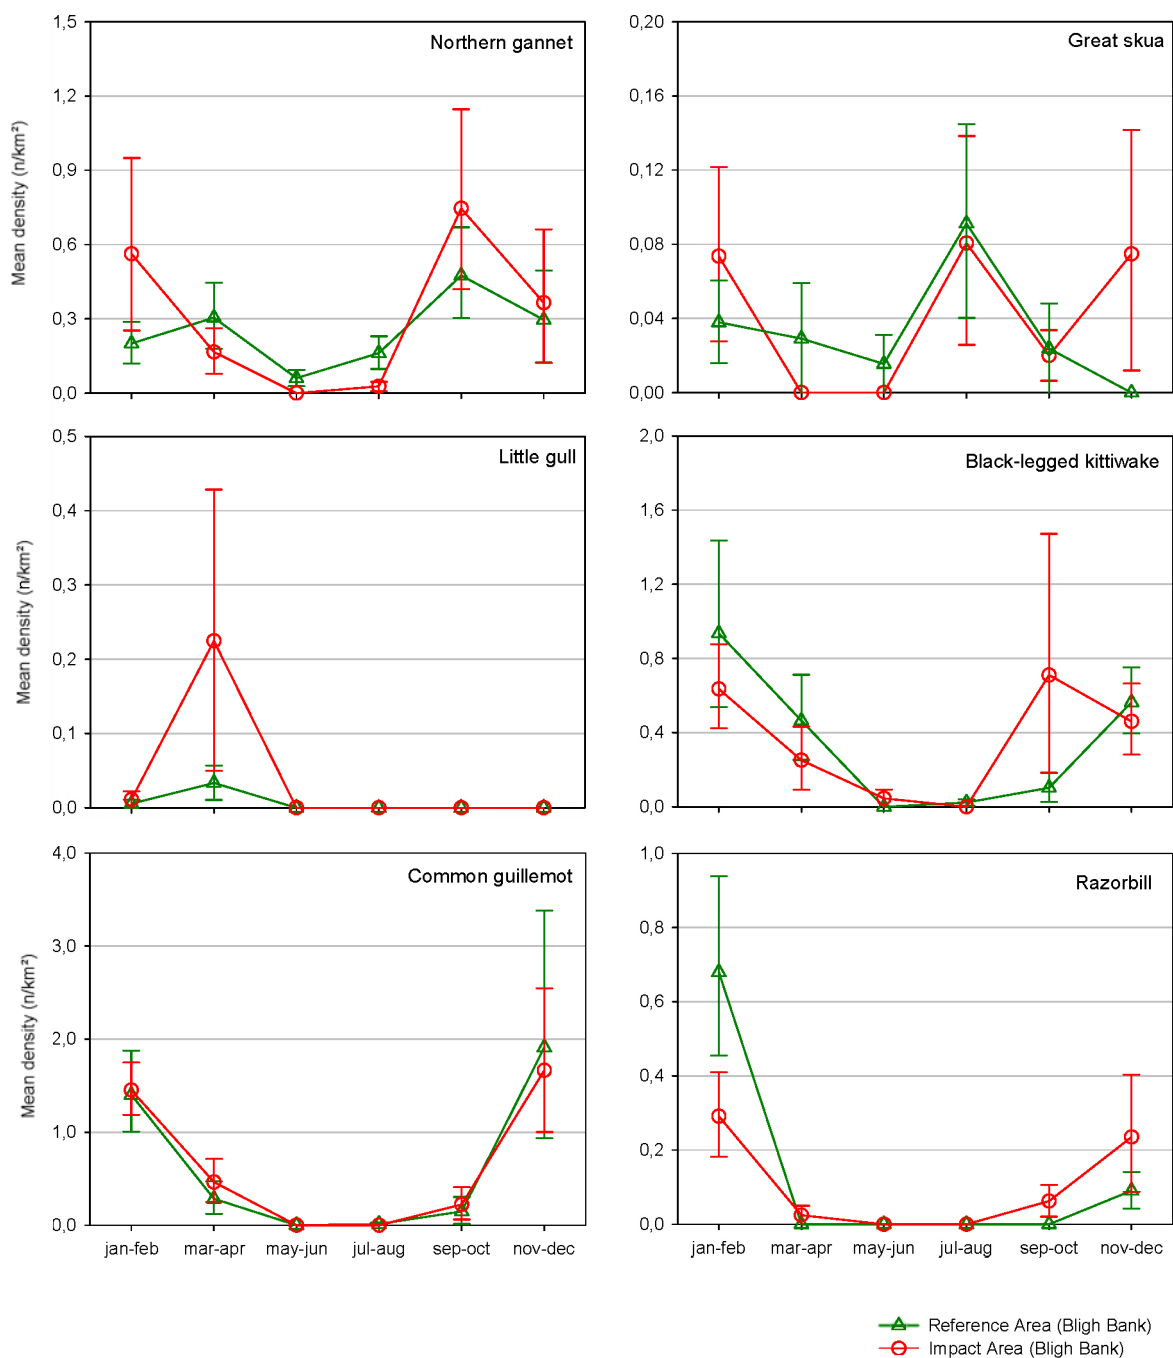 Northern gannet
Mean density (n/km²)
1,5
1,2
0,9
0,6
0,3
0,0
Great skua
0,20
0,16
0,12
0,08
0,04
0,00
Little gull
Mean density (n/km²)
0,5
0,4
0,3
0,2
0,1
0,0
Black-legged kittiwake
2,0
1,6
1,2
0,8
0,4
0,0
Common guillemot
Mean density (n/km²)
4,0
3,0
2,0
1,0
0,0
jan-feb mar-apr may-jun jul-aug sep-oct nov-dec
Razorbill
1,0
0,8
0,6
0,4
0,2
0,0
jan-feb mar-apr may-jun jul-aug sep-oct nov-dec
Reference Area (Bligh Bank)
Impact Area (Bligh Bank)